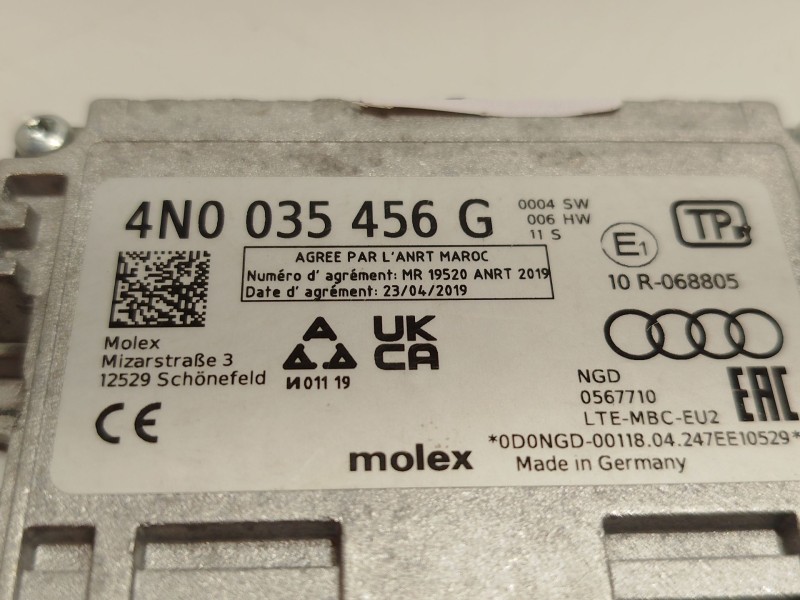 4N0 035 456 G
0004 SW
006 HW
11 S
E1
TP
BY
AGREE PAR L'ANRT MAROC
Numéro d' agrément: MR 19520 ANRT 2019
Date d' agrément: 23/04/2019
10 R-068805
Molex
Mizarstraße 3
12529 Schönefeld
И011 19
UK
CA
NGD
0567710
LTE-MBC-EU2
EAC
CE
*0D0NGD-00118.04.247EE10529*
molex
Made in Germany